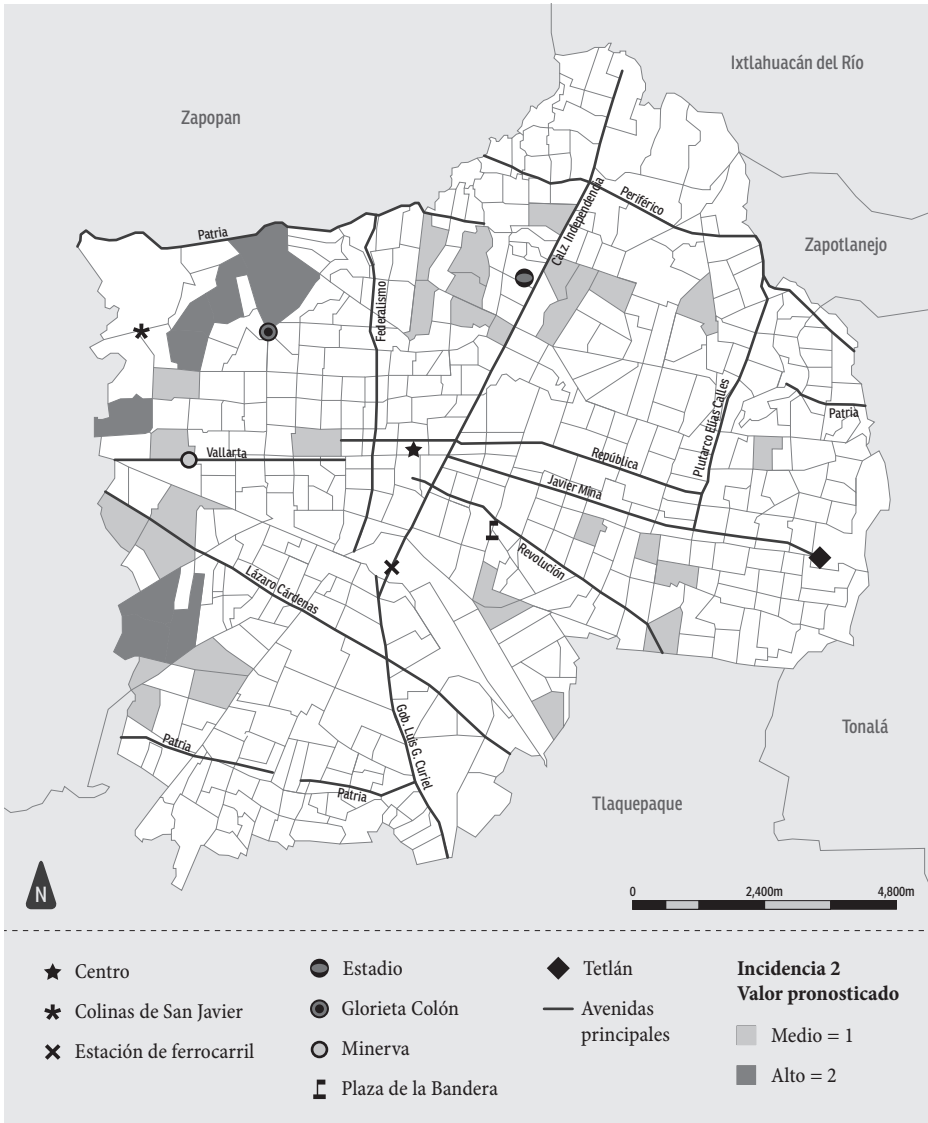 Ixtlahuacán del Río
Zapopan
Periférico
Calz. Independencia
Patria
Zapotlanejo
Federalismo
Plutarco Elías Calles
Patria
Vallarta
República
Javier Mina
Revolución
Lázaro Cárdenas
Gob. Luis G. Curiel
Tonalá
Patria
Patria
Tlaquepaque
N
0 2,400m 4,800m
Centro
Colinas de San Javier
Estación de ferrocarril
Estadio
Glorieta Colón
Minerva
Plaza de la Bandera
Tetlán
Avenidas
principales
Incidencia 2
Valor pronosticado
Medio = 1
Alto = 2